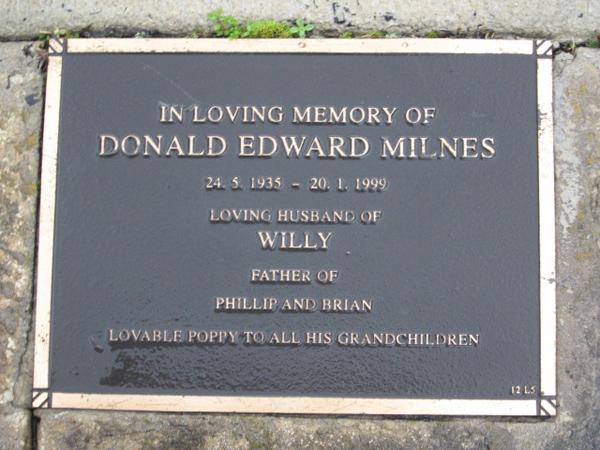 IN LOVING MEMORY OF
DONALD EDWARD MILNES
24. 5. 1935 – 20. 1. 1999
LOVING HUSBAND OF
WILLY
FATHER OF
PHILLIP AND BRIAN
LOVABLE POPPY TO ALL HIS GRANDCHILDREN
12 L5